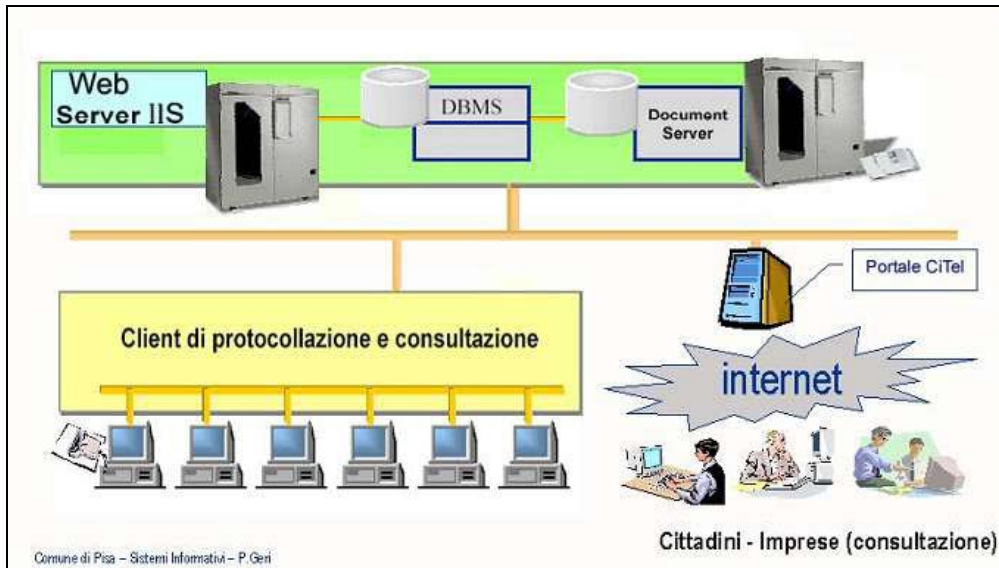 Web
Server IIS
DBMS
Document
Server
Portale CiTel
Client di protocollazione e consultazione
internet
Cittadini - Imprese (consultazione)
Comune di Pisa – Sistemi Informativi – P.Geri